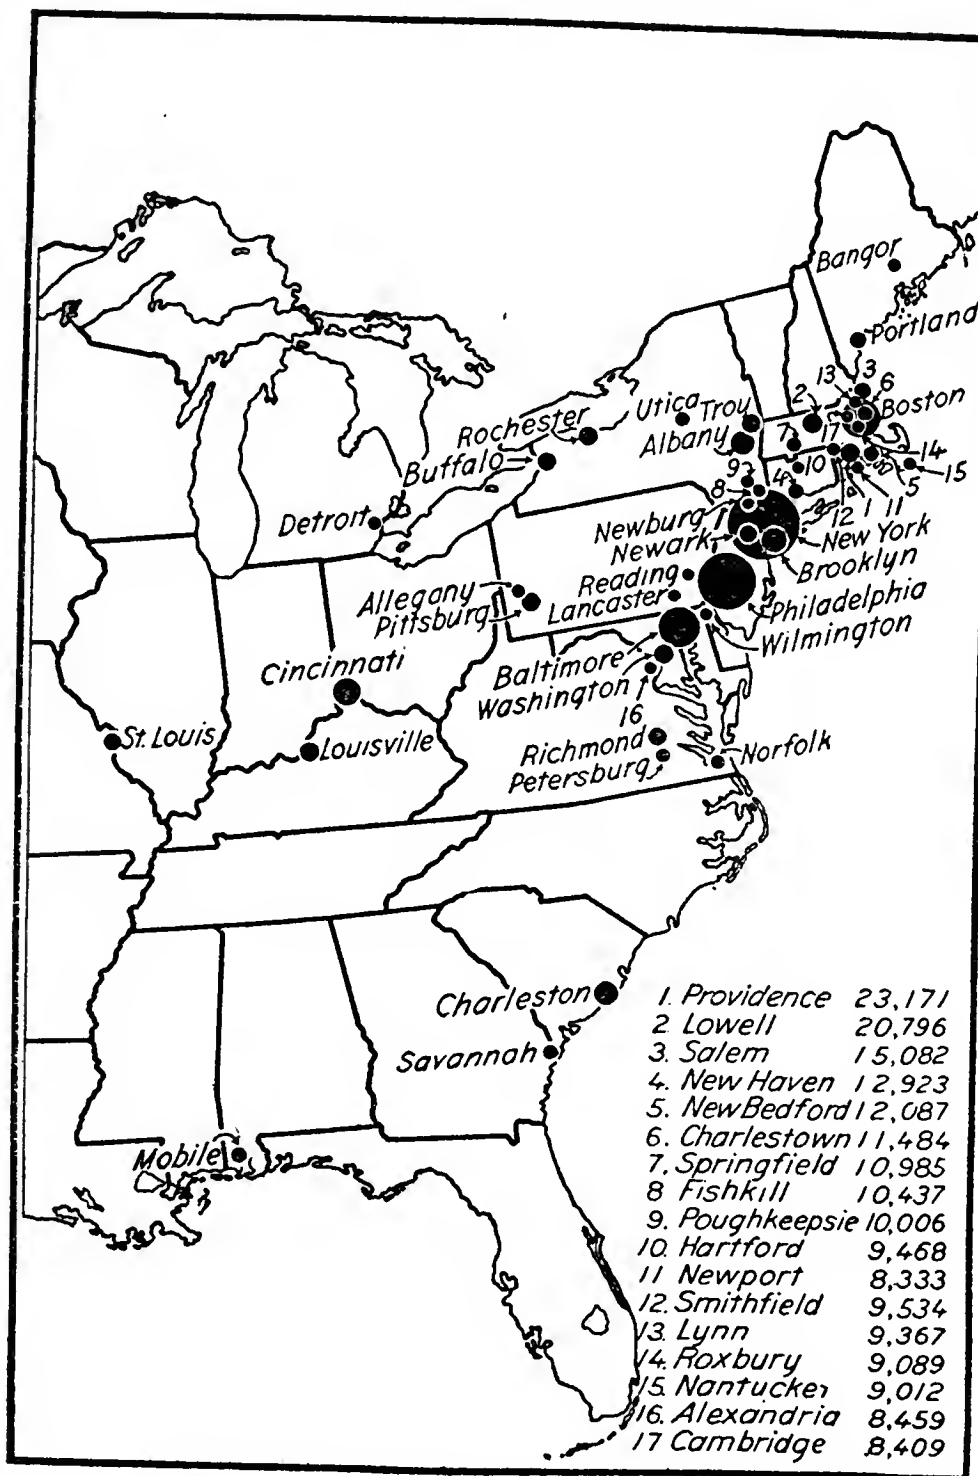 Bangor
Portland
13 3 6
2
Boston
Utica Troy
Rochester
Albany
7 17
Buffalo
14
10
15
9
5
4
8
Detroit
12 1 11
Newburg
New York
Newark
Brooklyn
Reading
Allegany
Lancaster
Pittsburg
Philadelphia
Wilmington
Cincinnati
Baltimore
Washington
16
St. Louis
Louisville
Richmond
Norfolk
Petersburg
Charleston
Savannah
Mobile
1. Providence 23,171
2 Lowell 20,796
3. Salem 15,082
4. New Haven 12,923
5. New Bedford 12,087
6. Charlestown 11,484
7. Springfield 10,985
8 Fishkill 10,437
9. Poughkeepsie 10,006
10. Hartford 9,468
11 Newport 8,333
12. Smithfield 9,534
13. Lynn 9,367
14. Roxbury 9,089
15. Nantucket 9,012
16. Alexandria 8,459
17 Cambridge 8,409